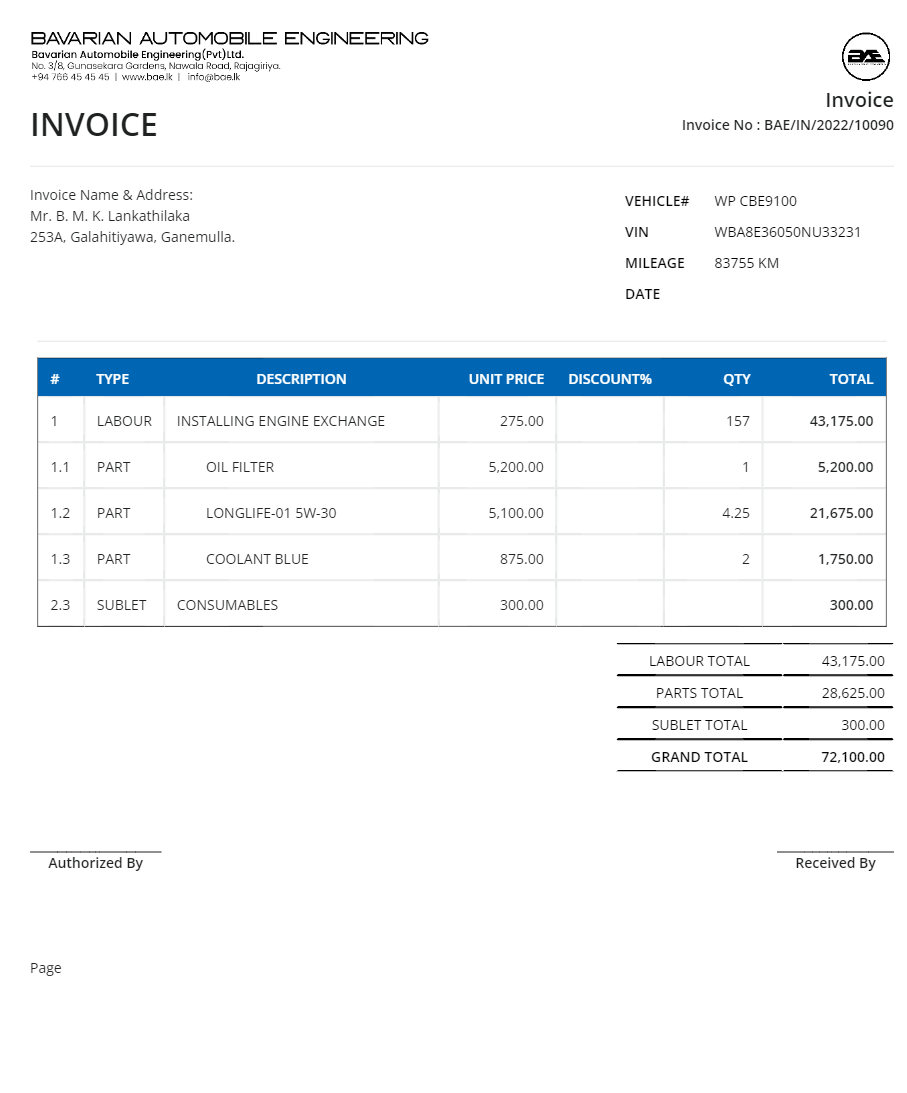 BAVARIAN AUTOMOBILE ENGINEERING
Bavarian Automobile Engineering(Pvt)Ltd.
No. 3/8, Gunasekara Gardens, Nawala Road, Rajagiriya.
+94 766 45 45 45 | www.bae.lk | info@bae.lk
BAE
Invoice
INVOICE
Invoice No : BAE/IN/2022/10090
Invoice Name & Address:
Mr. B. M. K. Lankathilaka
253A, Galahitiyawa, Ganemulla.
VEHICLE# WP CBE9100
VIN WBA8E36050NU33231
MILEAGE 83755 KM
DATE
# TYPE DESCRIPTION UNIT PRICE DISCOUNT% QTY TOTAL
1 LABOUR INSTALLING ENGINE EXCHANGE 275.00 157 43,175.00
1.1 PART OIL FILTER 5,200.00 1 5,200.00
1.2 PART LONGLIFE-01 5W-30 5,100.00 4.25 21,675.00
1.3 PART COOLANT BLUE 875.00 2 1,750.00
2.3 SUBLET CONSUMABLES 300.00 300.00
LABOUR TOTAL 43,175.00
PARTS TOTAL 28,625.00
SUBLET TOTAL 300.00
GRAND TOTAL 72,100.00
Authorized By Received By
Page